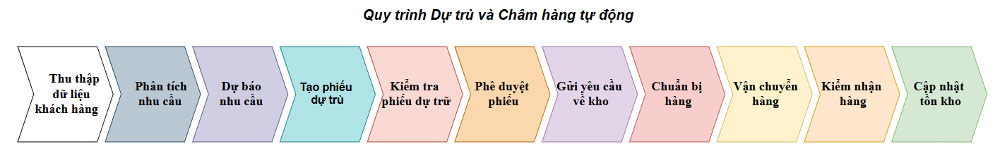 Quy trình Dự trù và Châm hàng tự động
Thu thập
dữ liệu
khách hàng
Phân tích
nhu cầu
Dự báo
nhu cầu
Tạo phiếu
dự trù
Kiểm tra
phiếu dự trữ
Phê duyệt
phiếu
Gửi yêu cầu
về kho
Chuẩn bị
hàng
Vận chuyển
hàng
Kiểm nhận
hàng
Cập nhật
tồn kho